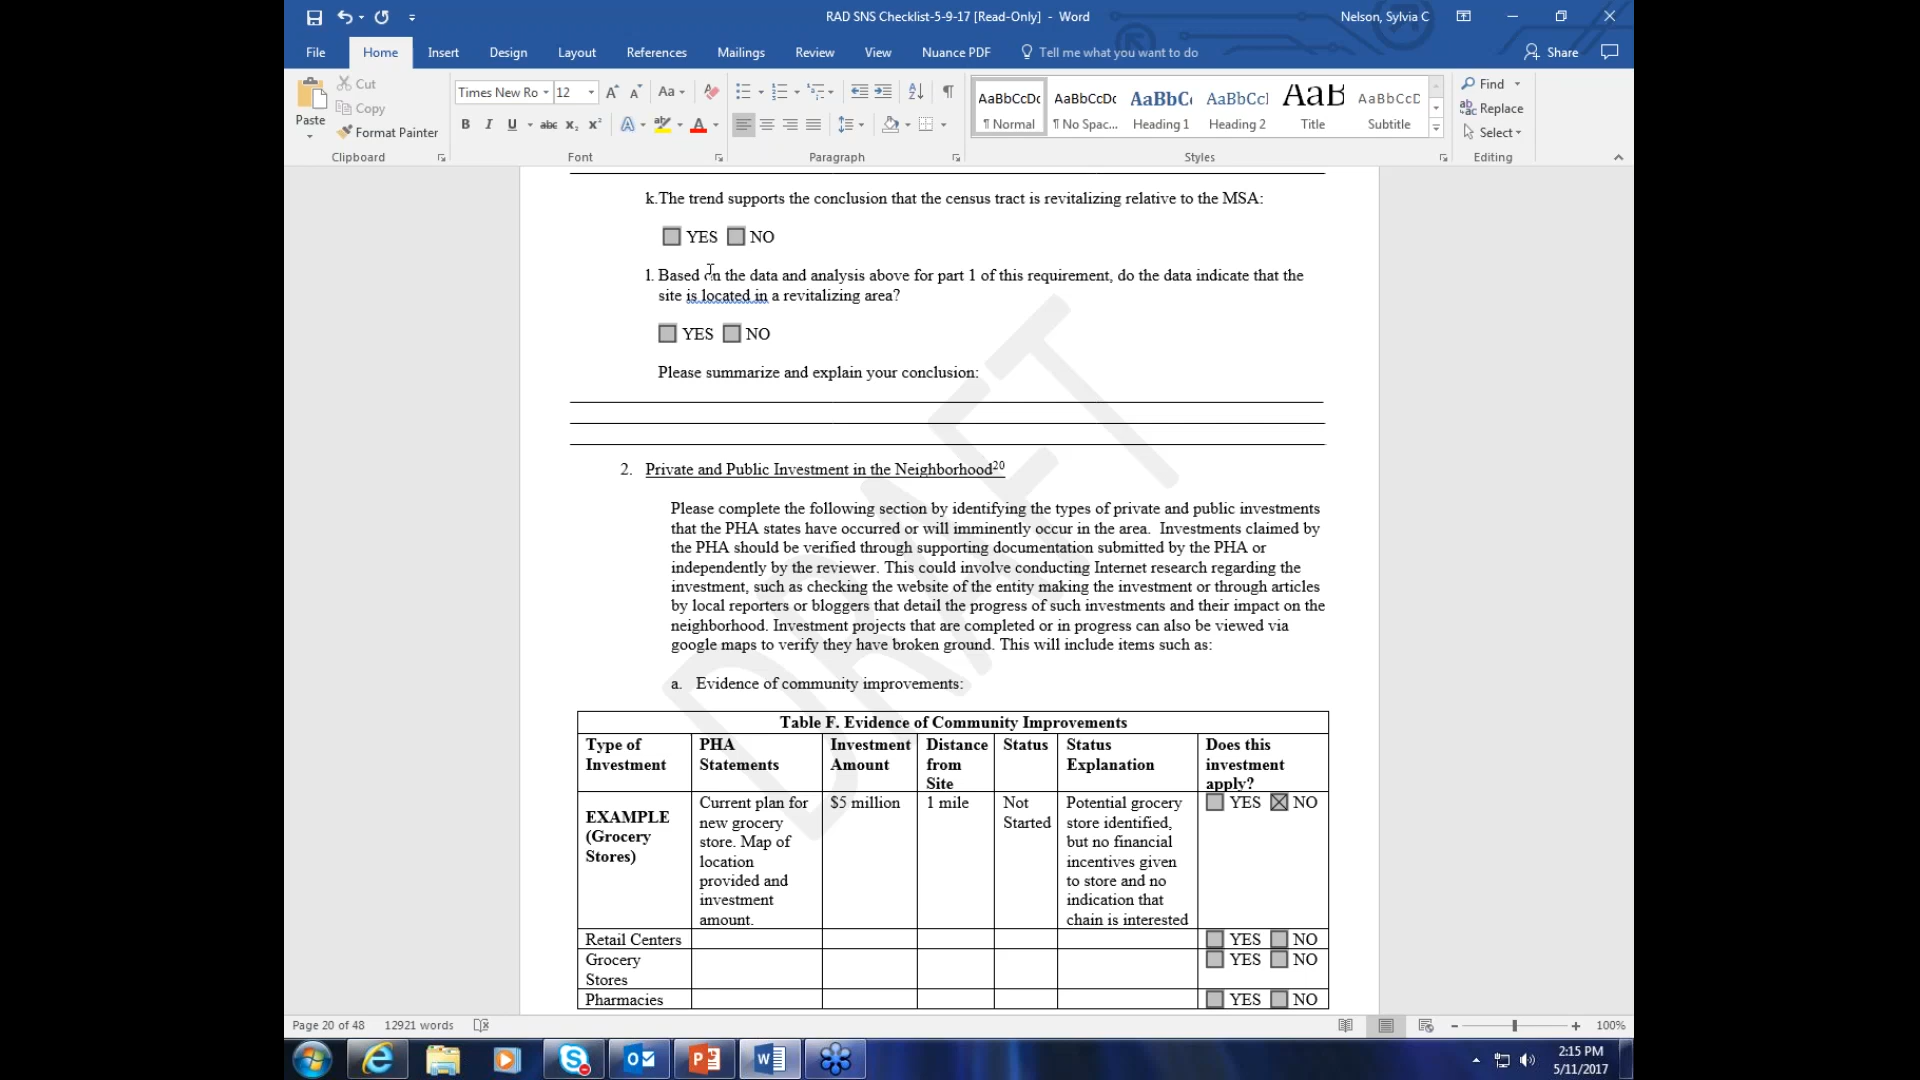 RAD SNS Checklist-5-9-17 [Read-Only] - Word
Nelson, Sylvia C
File Home Insert Design Layout References Mailings Review View Nuance PDF Tell me what you want to do Share
Cut
Copy
Format Painter
Paste
Clipboard
Times New Ro 12
Font
Paragraph
AaBbCcDc AaBbCcDc AaBbC AaBbCcl AaB AaBbCcD
¶ Normal ¶ No Spac... Heading 1 Heading 2 Title Subtitle
Styles
Find
Replace
Select
Editing
k.The trend supports the conclusion that the census tract is revitalizing relative to the MSA:
YES NO
l. Based on the data and analysis above for part 1 of this requirement, do the data indicate that the
site is located in a revitalizing area?
YES NO
Please summarize and explain your conclusion:
2. Private and Public Investment in the Neighborhood20
Please complete the following section by identifying the types of private and public investments
that the PHA states have occurred or will imminently occur in the area. Investments claimed by
the PHA should be verified through supporting documentation submitted by the PHA or
independently by the reviewer. This could involve conducting Internet research regarding the
investment, such as checking the website of the entity making the investment or through articles
by local reporters or bloggers that detail the progress of such investments and their impact on the
neighborhood. Investment projects that are completed or in progress can also be viewed via
google maps to verify they have broken ground. This will include items such as:
a. Evidence of community improvements:
DRAFT
Table F. Evidence of Community Improvements
Type of Investment
PHA Statements
Investment Amount
Distance from Site
Status
Status Explanation
Does this investment apply?
EXAMPLE
(Grocery
Stores)
Current plan for
new grocery
store. Map of
location
provided and
investment
amount.
$5 million
1 mile
Not
Started
Potential grocery
store identified,
but no financial
incentives given
to store and no
indication that
chain is interested
YES NO
Retail Centers YES NO
Grocery
Stores
YES NO
Pharmacies YES NO
Page 20 of 48 12921 words
100%
2:15 PM
5/11/2017